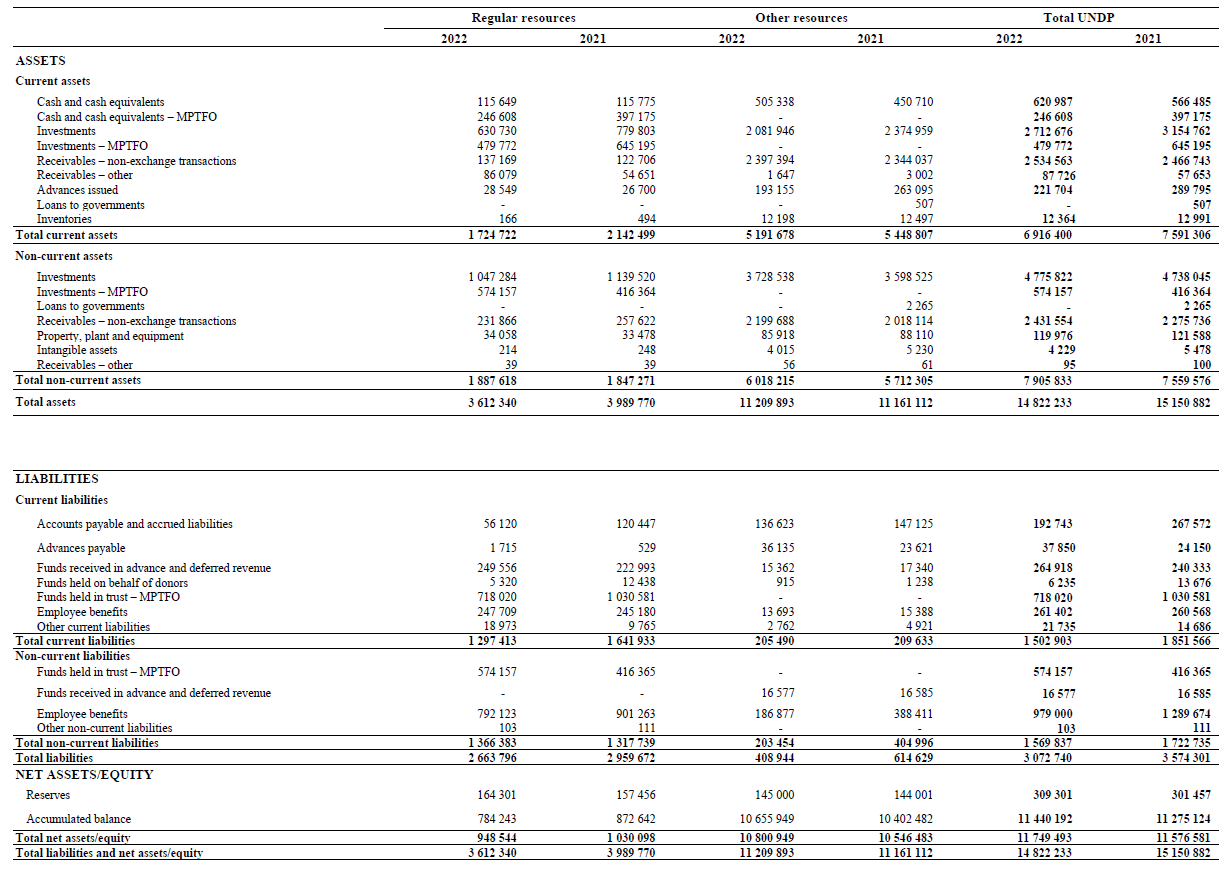 Regular resources Other resources Total UNDP
2022 2021 2022 2021 2022 2021
ASSETS
Current assets
Cash and cash equivalents 115 649 115 775 505 338 450 710 620 987 566 485
Cash and cash equivalents – MPTFO 246 608 397 175 - - 246 608 397 175
Investments 630 730 779 803 2 081 946 2 374 959 2 712 676 3 154 762
Investments – MPTFO 479 772 645 195 - - 479 772 645 195
Receivables – non-exchange transactions 137 169 122 706 2 397 394 2 344 037 2 534 563 2 466 743
Receivables – other 86 079 54 651 1 647 3 002 87 726 57 653
Advances issued 28 549 26 700 193 155 263 095 221 704 289 795
Loans to governments - - - 507 - 507
Inventories 166 494 12 198 12 497 12 364 12 991
Total current assets 1 724 722 2 142 499 5 191 678 5 448 807 6 916 400 7 591 306
Non-current assets
Investments 1 047 284 1 139 520 3 728 538 3 598 525 4 775 822 4 738 045
Investments – MPTFO 574 157 416 364 - - 574 157 416 364
Loans to governments - - - 2 265 - 2 265
Receivables – non-exchange transactions 231 866 257 622 2 199 688 2 018 114 2 431 554 2 275 736
Property, plant and equipment 34 058 33 478 85 918 88 110 119 976 121 588
Intangible assets 214 248 4 015 5 230 4 229 5 478
Receivables – other 39 39 56 61 95 100
Total non-current assets 1 887 618 1 847 271 6 018 215 5 712 305 7 905 833 7 559 576
Total assets 3 612 340 3 989 770 11 209 893 11 161 112 14 822 233 15 150 882
LIABILITIES
Current liabilities
Accounts payable and accrued liabilities 56 120 120 447 136 623 147 125 192 743 267 572
Advances payable 1 715 529 36 135 23 621 37 850 24 150
Funds received in advance and deferred revenue 249 556 222 993 15 362 17 340 264 918 240 333
Funds held on behalf of donors 5 320 12 438 915 1 238 6 235 13 676
Funds held in trust – MPTFO 718 020 1 030 581 - - 718 020 1 030 581
Employee benefits 247 709 245 180 13 693 15 388 261 402 260 568
Other current liabilities 18 973 9 765 2 762 4 921 21 735 14 686
Total current liabilities 1 297 413 1 641 933 205 490 209 633 1 502 903 1 851 566
Non-current liabilities
Funds held in trust – MPTFO 574 157 416 365 - - 574 157 416 365
Funds received in advance and deferred revenue - - 16 577 16 585 16 577 16 585
Employee benefits 792 123 901 263 186 877 388 411 979 000 1 289 674
Other non-current liabilities 103 111 - - 103 111
Total non-current liabilities 1 366 383 1 317 739 203 454 404 996 1 569 837 1 722 735
Total liabilities 2 663 796 2 959 672 408 944 614 629 3 072 740 3 574 301
NET ASSETS/EQUITY
Reserves 164 301 157 456 145 000 144 001 309 301 301 457
Accumulated balance 784 243 872 642 10 655 949 10 402 482 11 440 192 11 275 124
Total net assets/equity 948 544 1 030 098 10 800 949 10 546 483 11 749 493 11 576 581
Total liabilities and net assets/equity 3 612 340 3 989 770 11 209 893 11 161 112 14 822 233 15 150 882